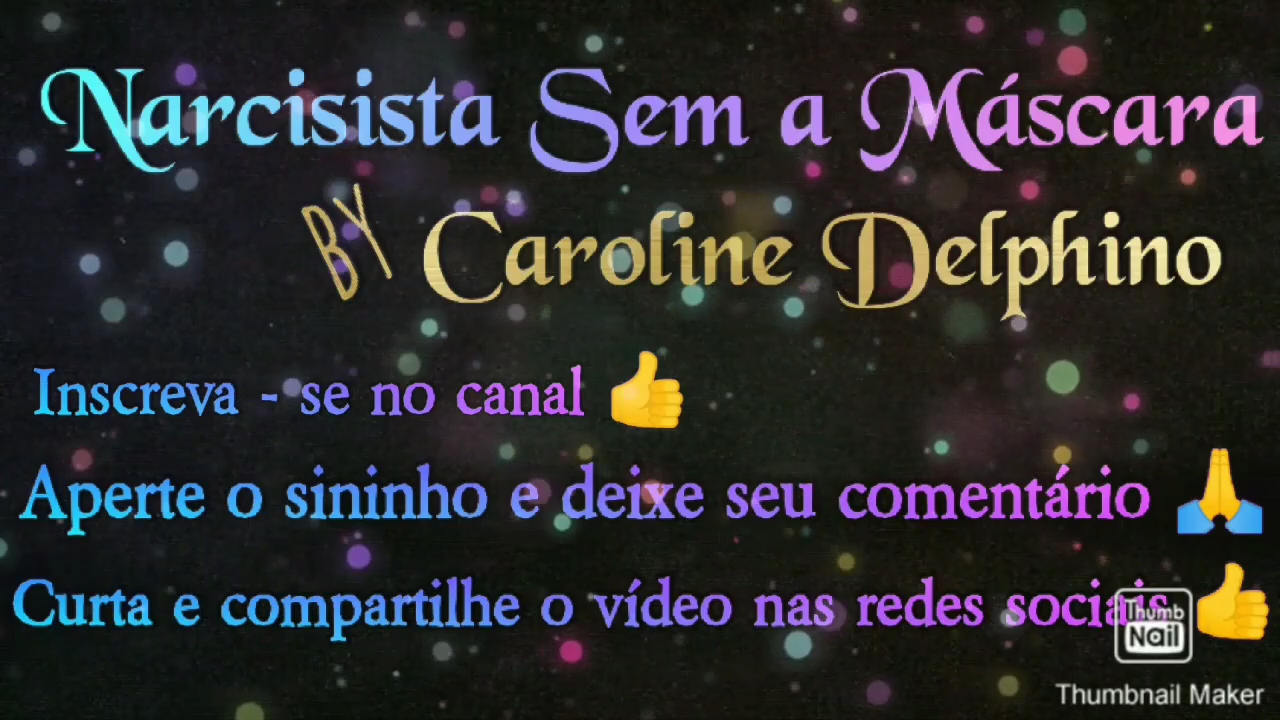 Narcisista Sem a Máscara
BY Caroline Delphino
Inscreva - se no canal 👍
Aperte o sininho e deixe seu comentário 🙏
Curta e compartilhe o vídeo nas redes sociais 👍
Thumb
Nail
Thumbnail Maker